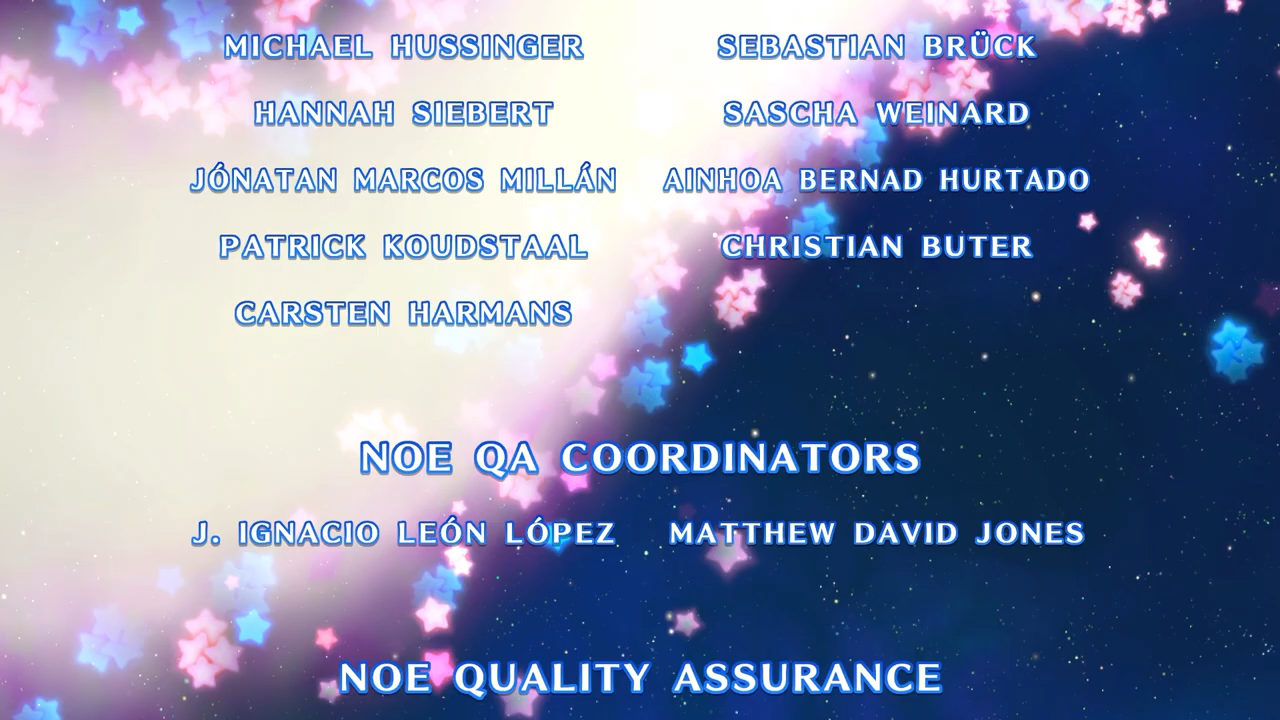 MICHAEL HUSSINGER SEBASTIAN BRÜCK
HANNAH SIEBERT SASCHA WEINARD
JÓNATAN MARCOS MILLÁN AINHOA BERNAD HURTADO
PATRICK KOUDSTAAL CHRISTIAN BUTER
CARSTEN HARMANS
NOE QA COORDINATORS
J. IGNACIO LEÓN LÓPEZ MATTHEW DAVID JONES
NOE QUALITY ASSURANCE